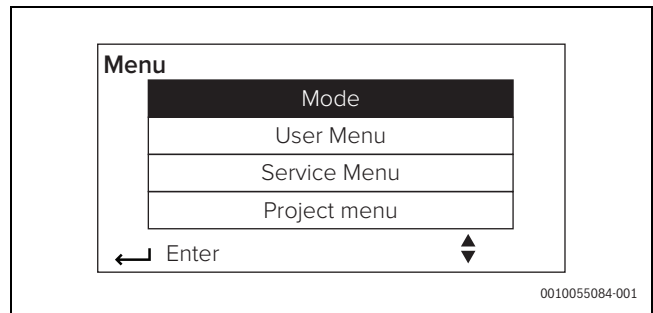 Menu
Mode
User Menu
Service Menu
Project menu
Enter
0010055084-001